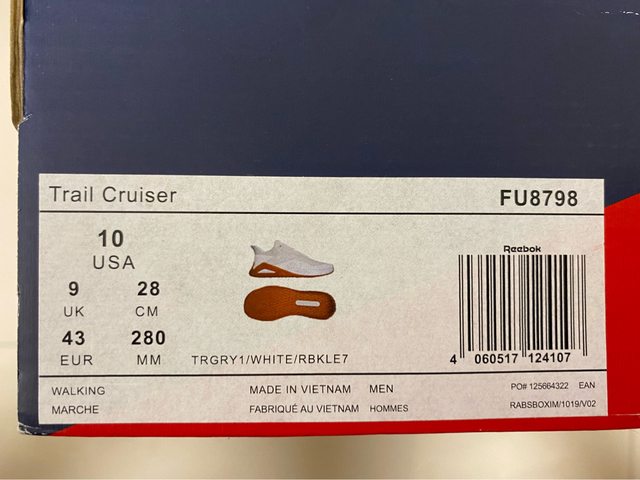 Trail Cruiser FU8798
10
USA
9 28
UK CM
43 280
EUR MM
TRGRY1/WHITE/RBKLE7
Reebok
4 060517 124107
WALKING MADE IN VIETNAM MEN PO# 125664322 EAN
MARCHE FABRIQUÉ AU VIETNAM HOMMES RABSBOXIM/1019/V02